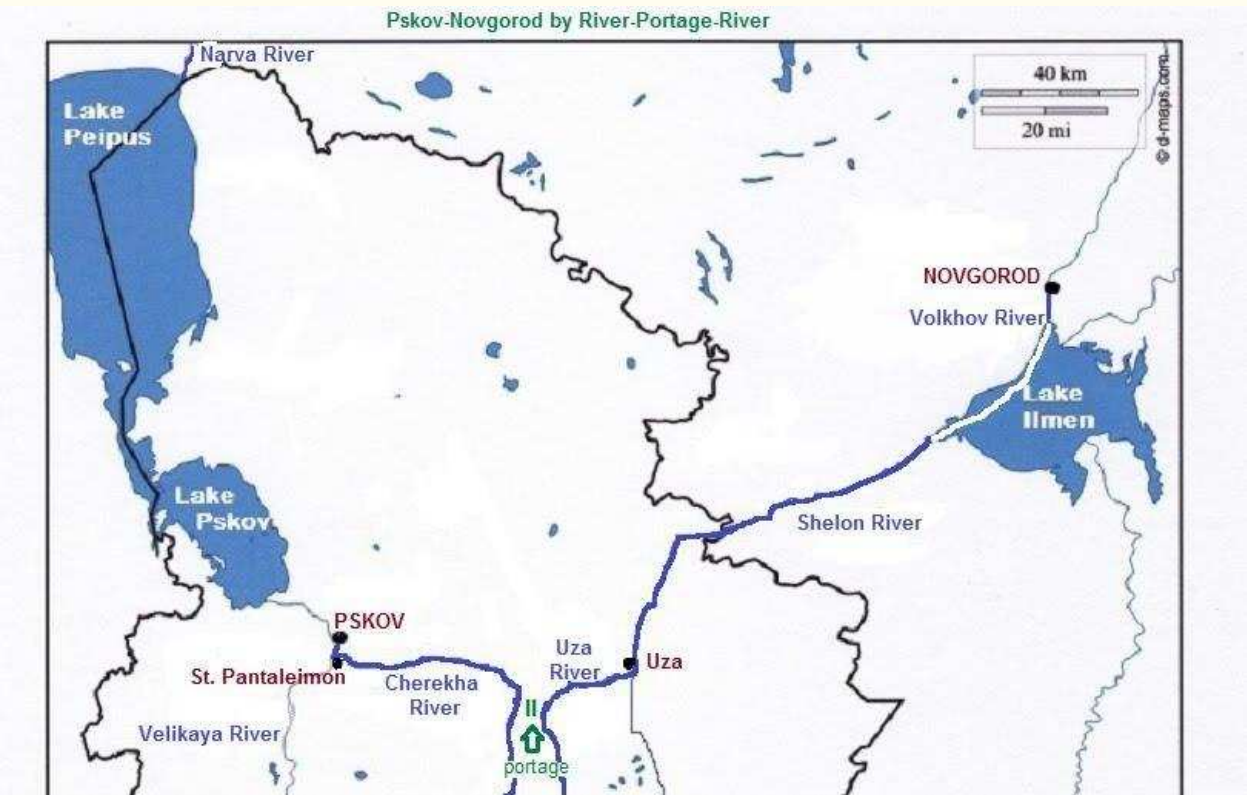 Pskov-Novgorod by River-Portage-River
Narva River
40 km
20 mi
© d-maps.com
Lake
Peipus
NOVGOROD
Volkhov River
Lake
Ilmen
Lake
Pskov
Shelon River
PSKOV
St. Pantaleimon
Cherekha
River
Uza
River
Uza
Velikaya River
II
portage